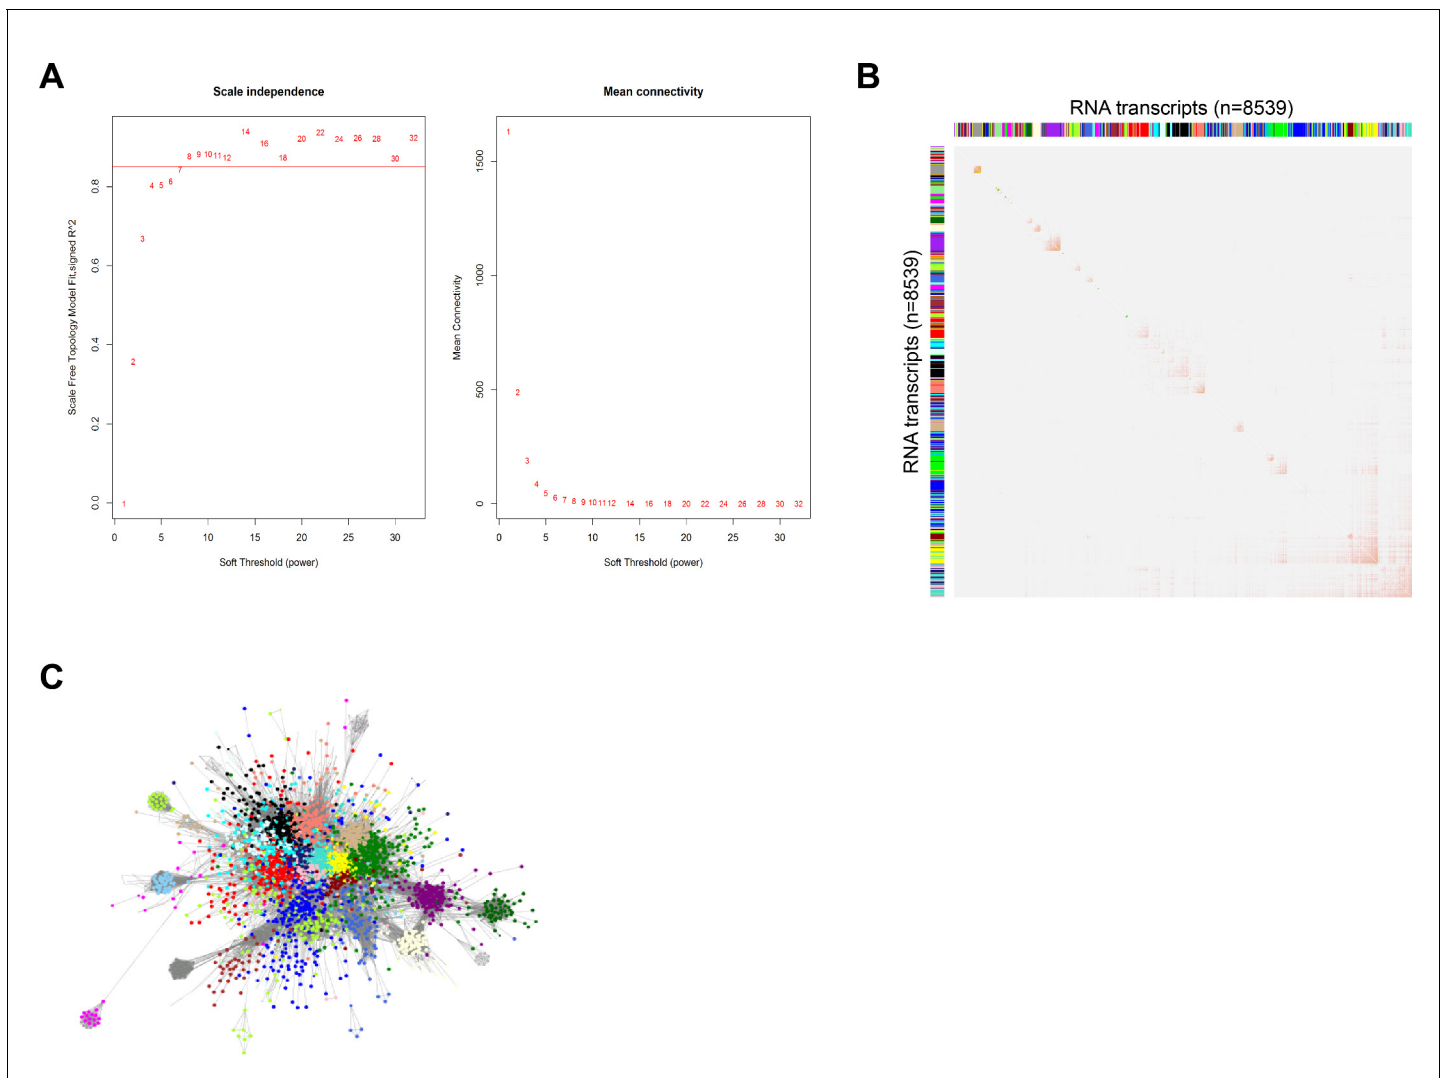 A
B
Scale independence
Mean connectivity
RNA transcripts (n=8539)
RNA transcripts (n=8539)
Scale Free Topology Model Fit,signed R^2
0.0 0.2 0.4 0.6 0.8
1 2 3 4 5 6 7 8 9 10 11 12 14 16 18 20 22 24 26 28 30 32
0 5 10 15 20 25 30
Soft Threshold (power)
Mean Connectivity
0 500 1000 1500
1 2 3 4 5 6 7 8 9 10 11 12 14 16 18 20 22 24 26 28 30 32
0 5 10 15 20 25 30
Soft Threshold (power)
C